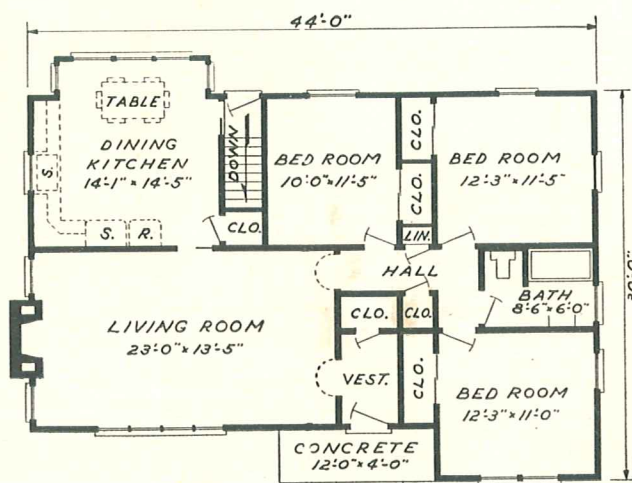 44'-0"
TABLE
DINING
KITCHEN
14'-1" x 14'-5"
S.
S.
R.
DOWN
CLO.
BED ROOM
10'-0" x 11'-5"
CLO.
CLO.
LIN.
BED ROOM
12'-3" x 11'-5"
HALL
BATH
8'-6" x 6'-0"
LIVING ROOM
23'-0" x 13'-5"
CLO.
CLO.
VEST.
CLO.
BED ROOM
12'-3" x 11'-0"
CONCRETE
12'-0" x 4'-0"